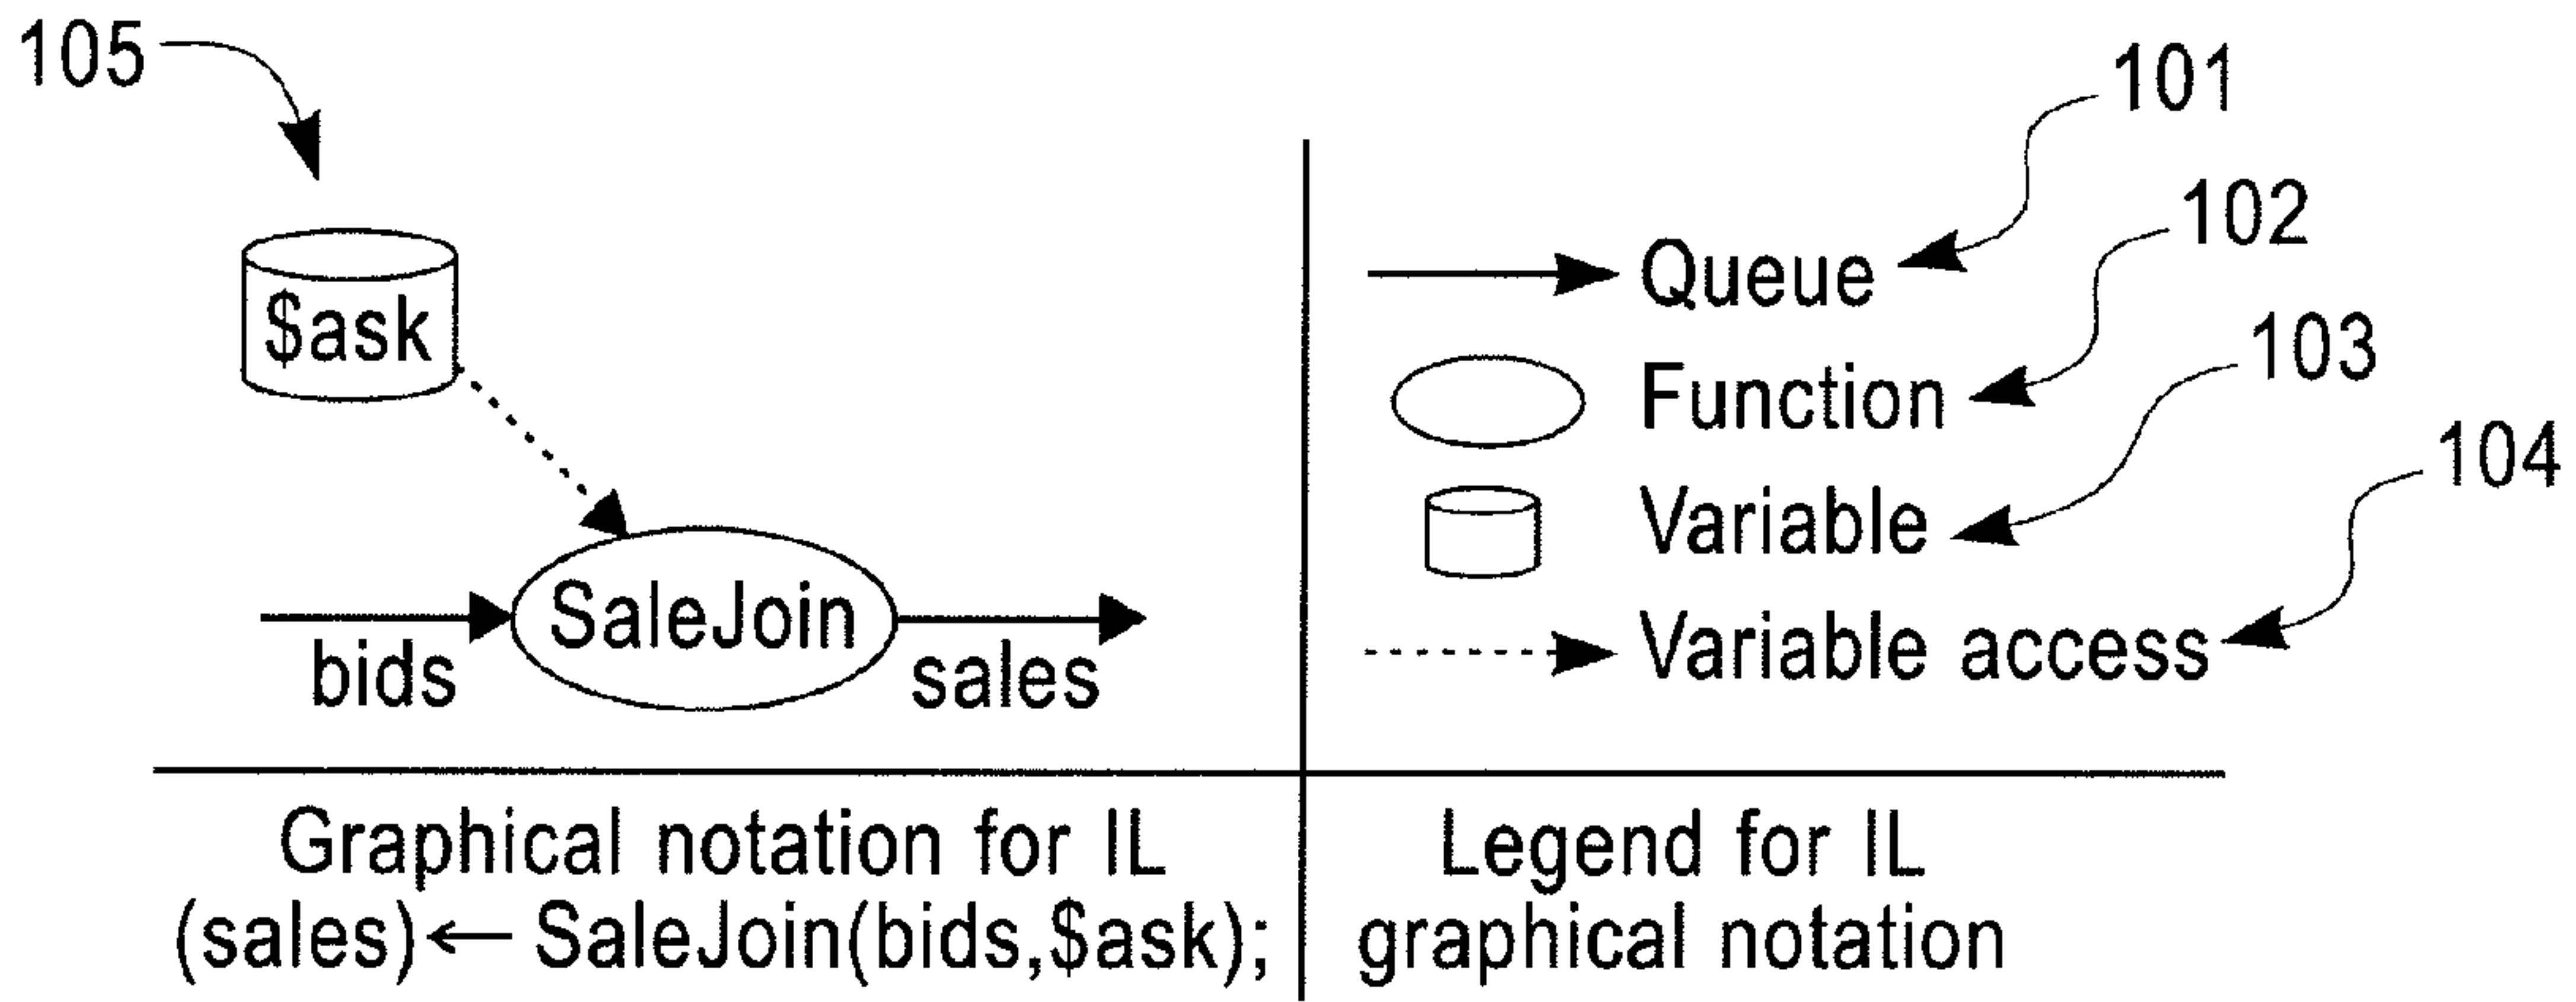 105
$ask
SaleJoin
bids
sales
Graphical notation for IL
(sales)← SaleJoin(bids,$ask);
101
Queue
102
Function
103
Variable
104
Variable access
Legend for IL
graphical notation